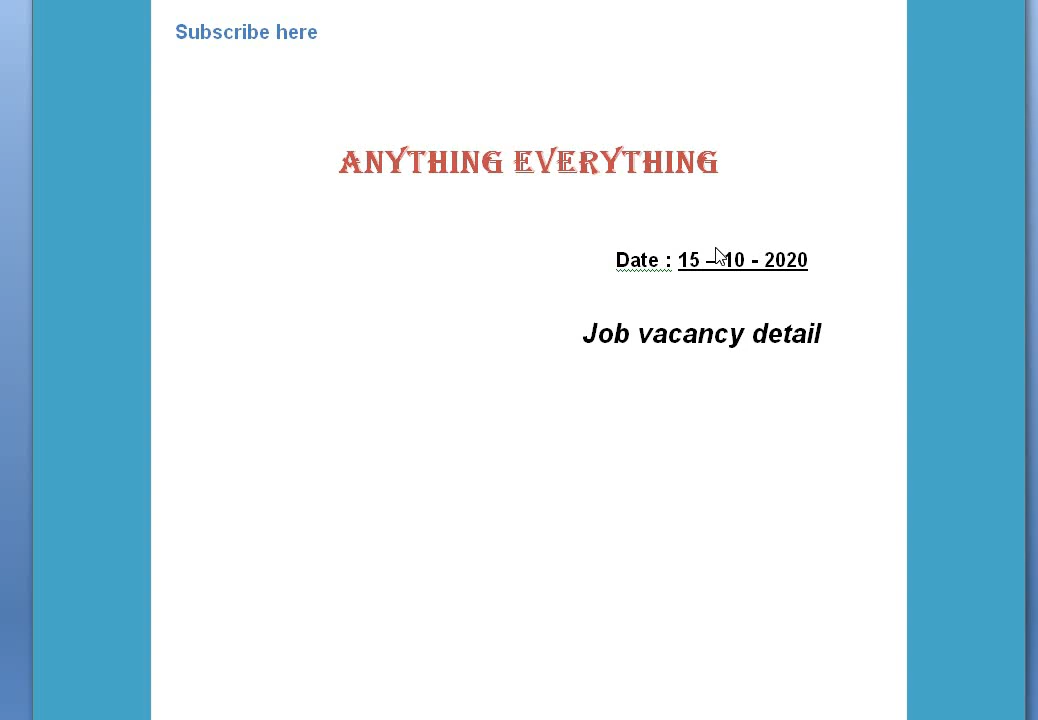 Subscribe here
ANYTHING EVERYTHING
Date : 15 – 10 - 2020
Job vacancy detail